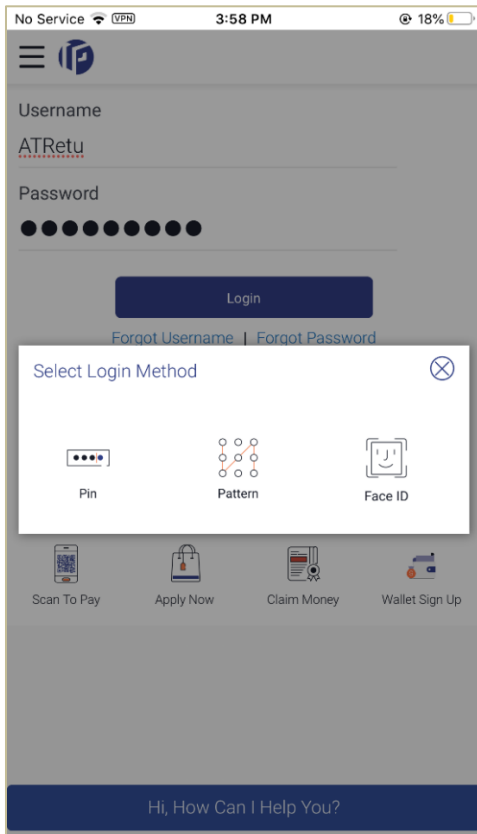 No Service VPN 3:58 PM 18%
Username
ATRetu
Password
Login
Forgot Username | Forgot Password
Select Login Method
Pin Pattern Face ID
Scan To Pay Apply Now Claim Money Wallet Sign Up
Hi, How Can I Help You?